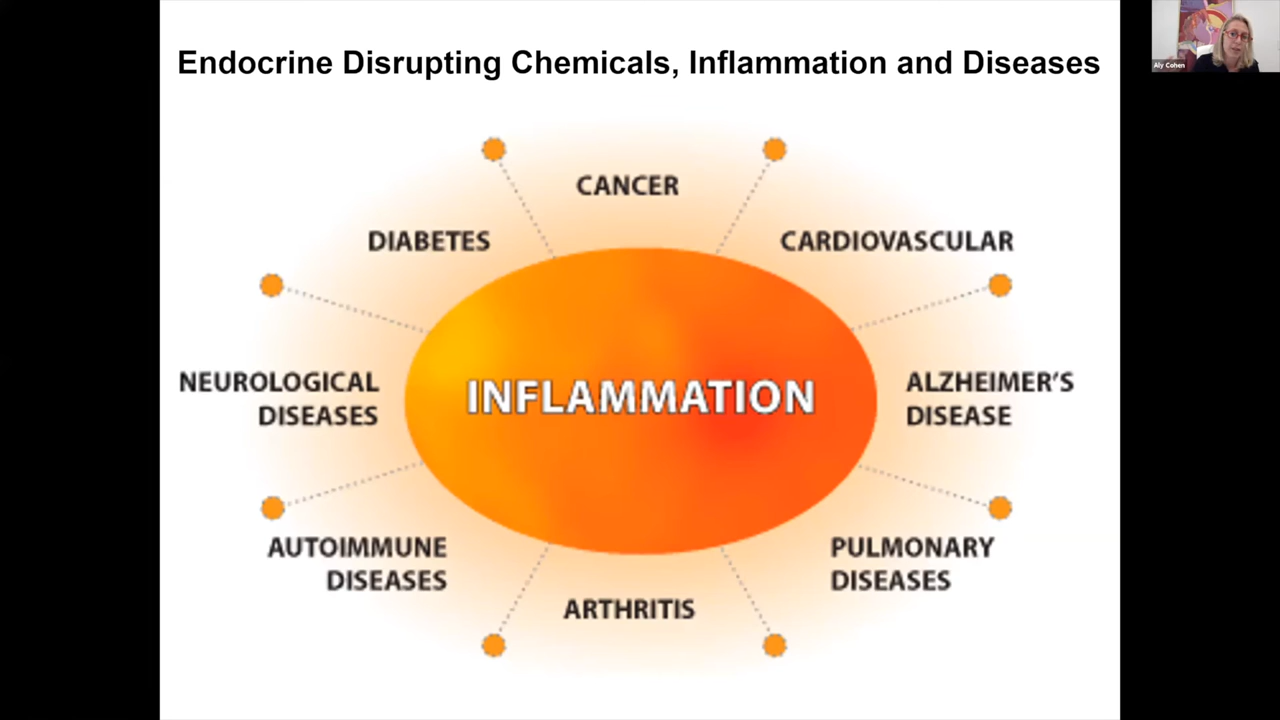 Endocrine Disrupting Chemicals, Inflammation and Diseases
Aly Cohen
CANCER
DIABETES
CARDIOVASCULAR
NEUROLOGICAL
DISEASES
INFLAMMATION
ALZHEIMER'S
DISEASE
AUTOIMMUNE
DISEASES
PULMONARY
DISEASES
ARTHRITIS